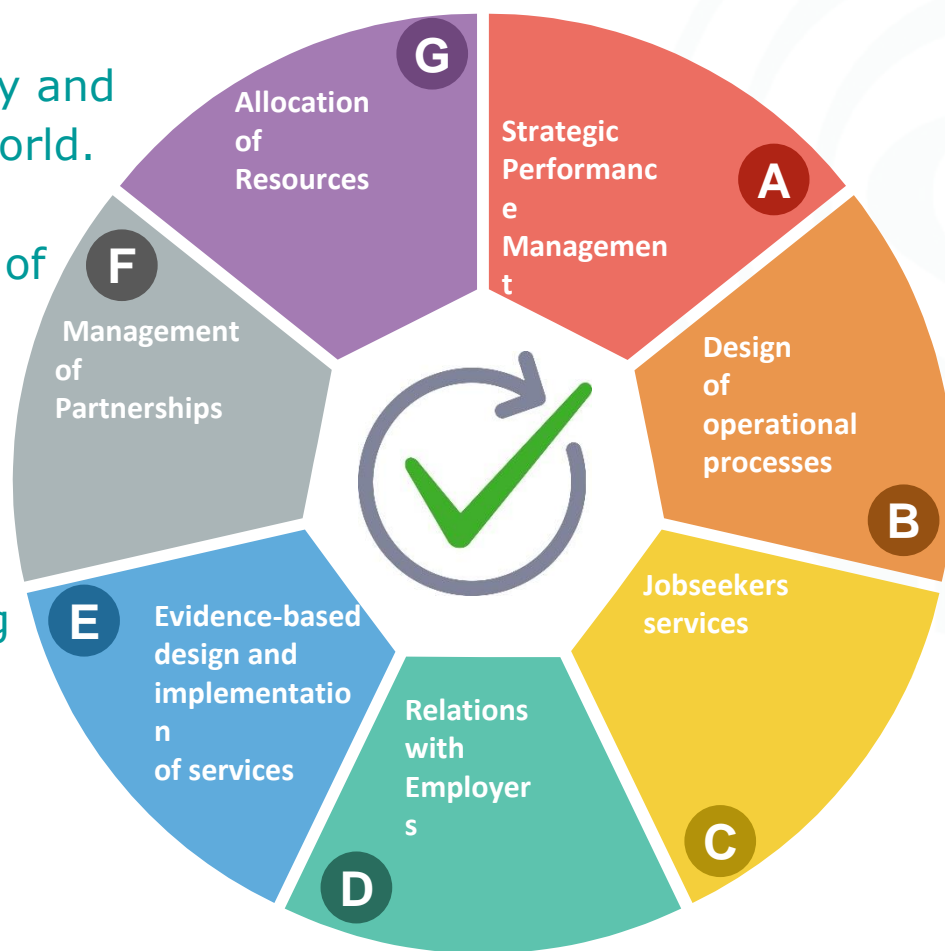 y and
orld.
of
g
G
Allocation
of
Resources
Strategic
Performanc
e
Managemen
t
A
F
Management
of
Partnerships
Design
of
operational
processes
B
E
Evidence-based
design and
implementatio
n
of services
Jobseekers
services
Relations
with
Employer
s
C
D